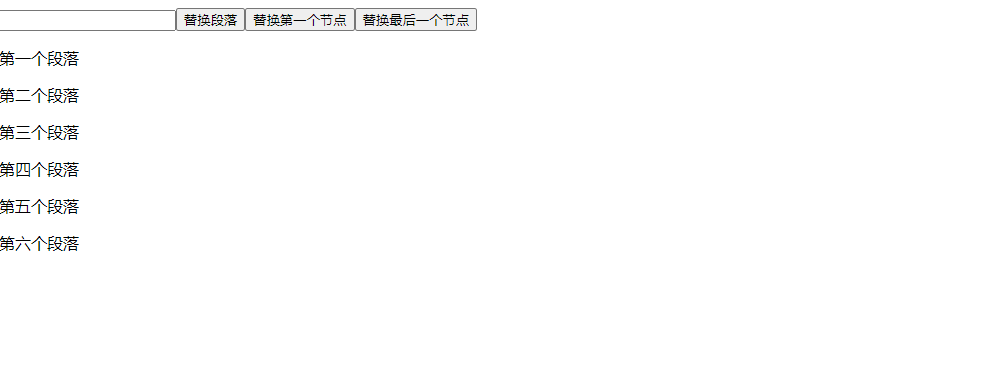 替换段落 替换第一个节点 替换最后一个节点
第一个段落
第二个段落
第三个段落
第四个段落
第五个段落
第六个段落